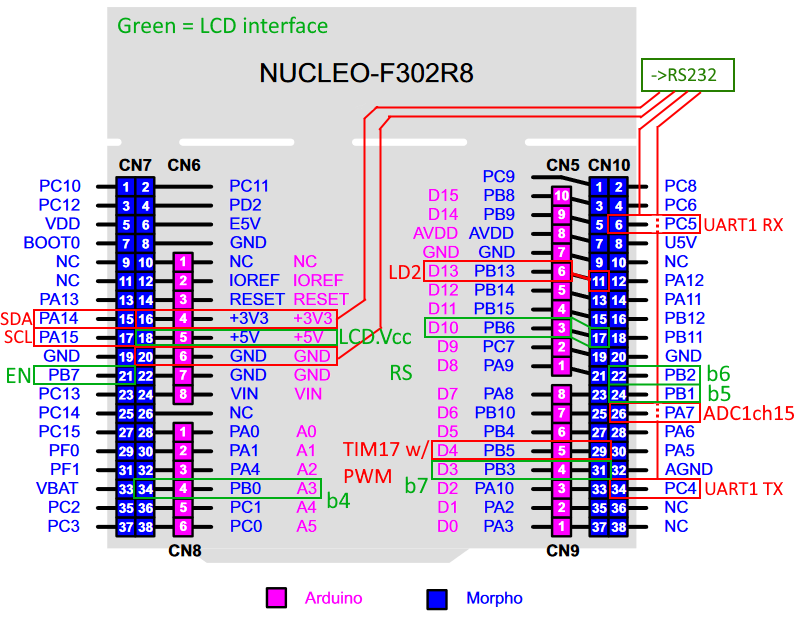 Green = LCD interface
NUCLEO-F302R8
->RS232
CN7 CN6 CN5 CN10
PC10 1 2 PC11 PC9 1 2 PC8
PC12 3 4 PD2 D15 PB8 10 3 4 PC6
VDD 5 6 E5V D14 PB9 9 5 6 PC5 UART1 RX
BOOT0 7 8 GND AVDD AVDD 8 7 8 U5V
NC 9 10 1 NC NC GND GND 7 9 10 NC
NC 11 12 2 IOREF IOREF LD2 D13 PB13 6 11 12 PA12
PA13 13 14 3 RESET RESET D12 PB14 5 13 14 PA11
SDA PA14 15 16 4 +3V3 +3V3 D11 PB15 4 15 16 PB12
SCL PA15 17 18 5 +5V +5V LCD.Vcc D10 PB6 3 17 18 PB11
GND 19 20 6 GND GND D9 PC7 2 19 20 GND
EN PB7 21 22 7 GND GND RS D8 PA9 1 21 22 PB2 b6
PC13 23 24 8 VIN VIN D7 PA8 8 23 24 PB1 b5
PC14 25 26 NC D6 PB10 7 25 26 PA7 ADC1ch15
PC15 27 28 1 PA0 A0 D5 PB4 6 27 28 PA6
PF0 29 30 2 PA1 A1 TIM17 w/ D4 PB5 5 29 30 PA5
PF1 31 32 3 PA4 A2 PWM b7 D3 PB3 4 31 32 AGND
VBAT 33 34 4 PB0 A3 b4 D2 PA10 3 33 34 PC4 UART1 TX
PC2 35 36 5 PC1 A4 D1 PA2 2 35 36 NC
PC3 37 38 6 PC0 A5 D0 PA3 1 37 38 NC
CN8 CN9
Arduino Morpho